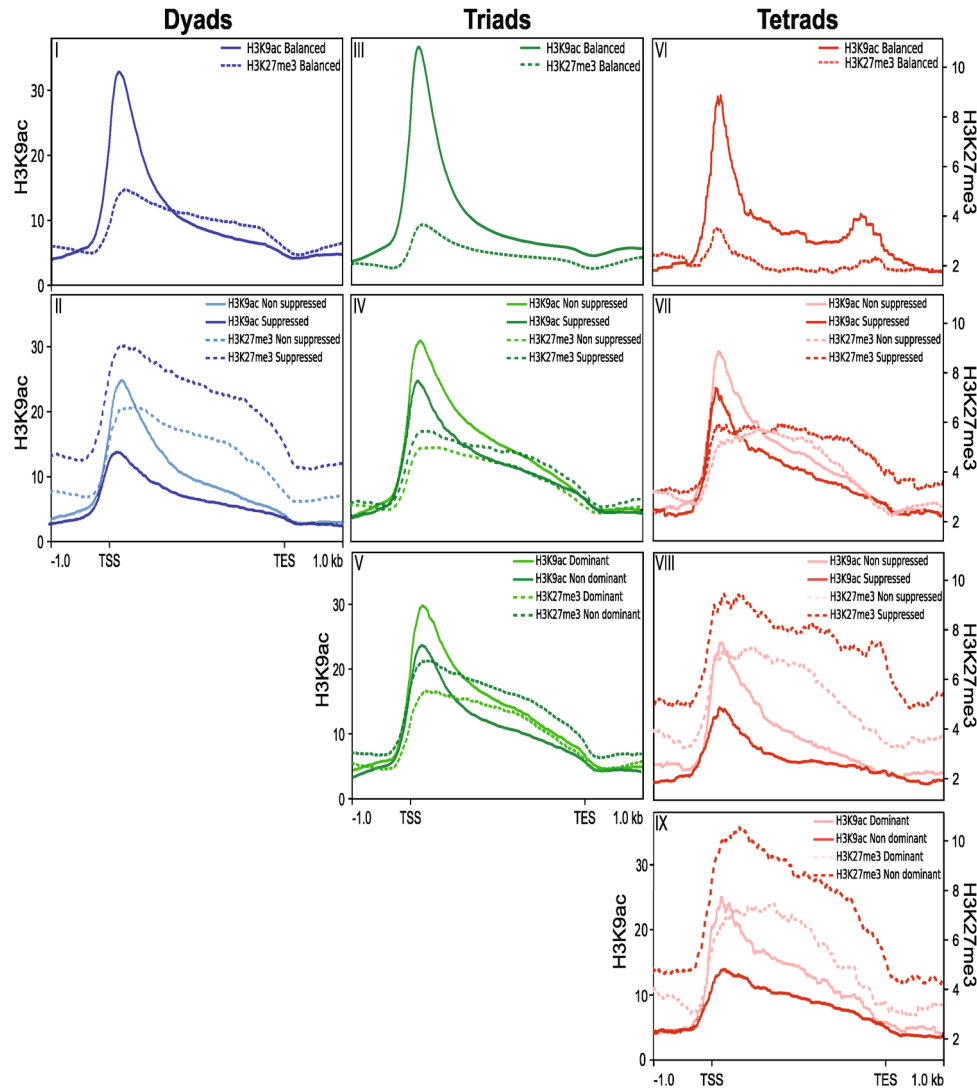 Dyads
Triads
Tetrads
I
H3K9ac Balanced
H3K27me3 Balanced
III
H3K9ac Balanced
H3K27me3 Balanced
VI
H3K9ac Balanced
H3K27me3 Balanced
H3K9ac
30
20
10
0
10
8
6
4
2
H3K27me3
II
H3K9ac Non suppressed
H3K9ac Suppressed
H3K27me3 Non suppressed
H3K27me3 Suppressed
IV
H3K9ac Non suppressed
H3K9ac Suppressed
H3K27me3 Non suppressed
H3K27me3 Suppressed
VII
H3K9ac Non suppressed
H3K9ac Suppressed
H3K27me3 Non suppressed
H3K27me3 Suppressed
H3K9ac
30
20
10
0
10
8
6
4
2
H3K27me3
-1.0
TSS
TES
1.0 kb
V
H3K9ac Dominant
H3K9ac Non dominant
H3K27me3 Dominant
H3K27me3 Non dominant
VIII
H3K9ac Non suppressed
H3K9ac Suppressed
H3K27me3 Non suppressed
H3K27me3 Suppressed
H3K9ac
30
20
10
0
10
8
6
4
2
H3K27me3
-1.0
TSS
TES
1.0 kb
IX
H3K9ac Dominant
H3K9ac Non dominant
H3K27me3 Dominant
H3K27me3 Non dominant
H3K9ac
30
20
10
0
10
8
6
4
2
H3K27me3
-1.0
TSS
TES
1.0 kb